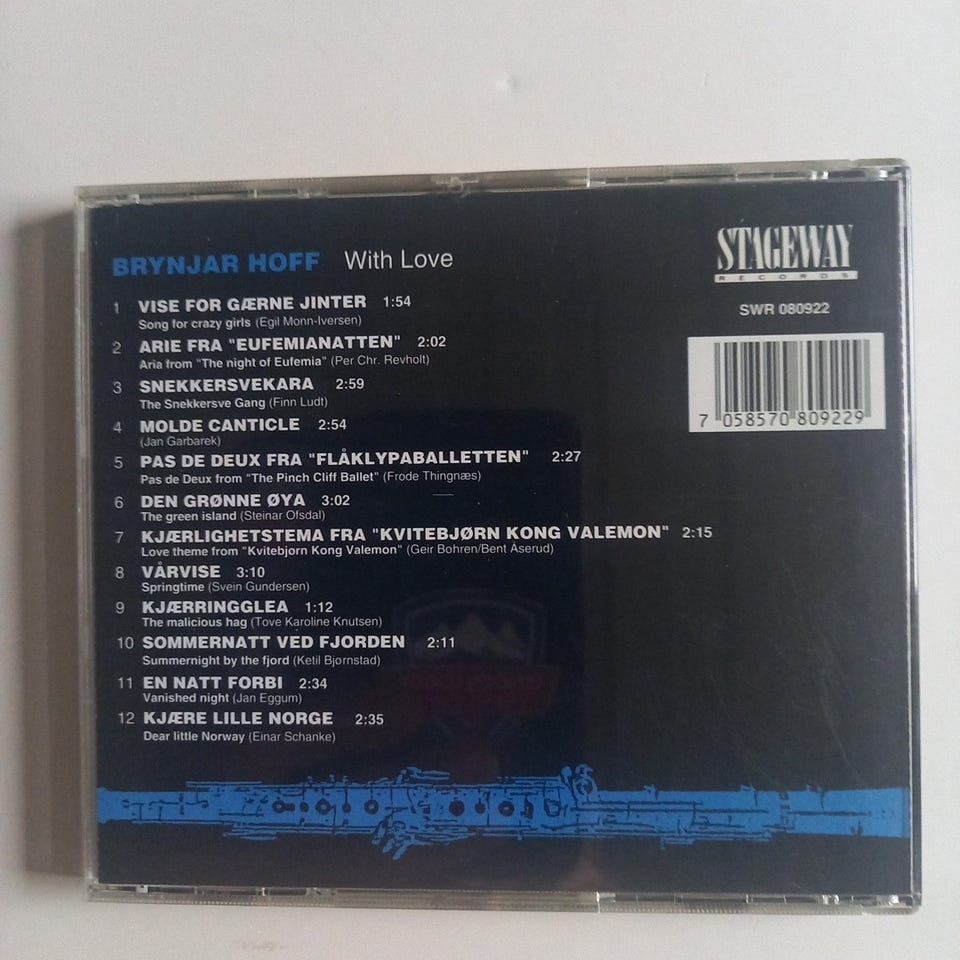 BRYNJAR HOFF With Love
STAGEWAY
RECORDS
SWR 080922
7 058570 809229
1 VISE FOR GÆRNE JINTER 1:54
Song for crazy girls (Egil Monn-Iversen)
2 ARIE FRA "EUFEMIANATTEN" 2:02
Aria from "The night of Eufemia" (Per Chr. Revholt)
3 SNEKKERSVEKARA 2:59
The Snekkersve Gang (Finn Ludt)
4 MOLDE CANTICLE 2:54
(Jan Garbarek)
5 PAS DE DEUX FRA "FLÅKLYPABALLETTEN" 2:27
Pas de Deux from "The Pinch Cliff Ballet" (Frode Thingnæs)
6 DEN GRØNNE ØYA 3:02
The green island (Steinar Ofsdal)
7 KJÆRLIGHETSTEMA FRA "KVITEBJØRN KONG VALEMON" 2:15
Love theme from "Kvitebjorn Kong Valemon" (Geir Bohren/Bent Åserud)
8 VÅRVISE 3:10
Springtime (Svein Gundersen)
9 KJÆRRINGGLEA 1:12
The malicious hag (Tove Karoline Knutsen)
10 SOMMERNATT VED FJORDEN 2:11
Summernight by the fjord (Ketil Bjørnstad)
11 EN NATT FORBI 2:34
Vanished night (Jan Eggum)
12 KJÆRE LILLE NORGE 2:35
Dear little Norway (Einar Schanke)